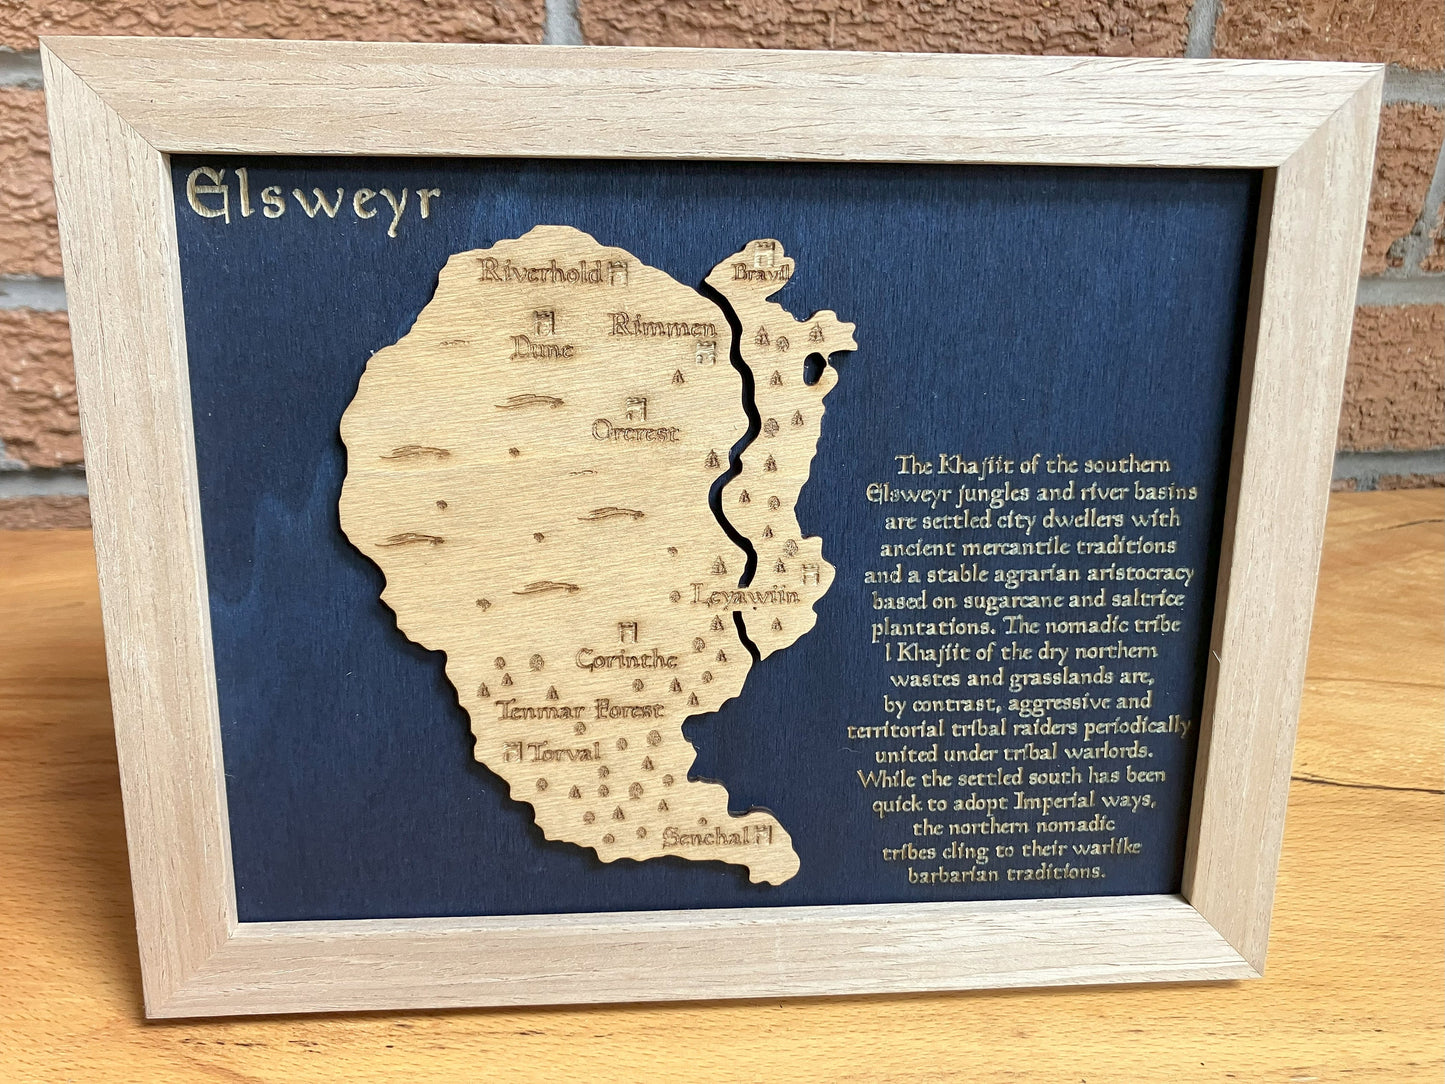 Elsweyr
Riverhold
Bravil
Rimmen
Dune
Orcrest
Leyawiin
Corinthe
Tenmar Forest
Torval
Senchal
The Khajiit of the southern
Elsweyr jungles and river basins
are settled city dwellers with
ancient mercantile traditions
and a stable agrarian aristocracy
based on sugarcane and saltrice
plantations. The nomadic tribe
l Khajiit of the dry northern
wastes and grasslands are,
by contrast, aggressive and
territorial tribal raiders periodically
united under tribal warlords.
While the settled south has been
quick to adopt Imperial ways,
the northern nomadic
tribes cling to their warlike
barbarian traditions.